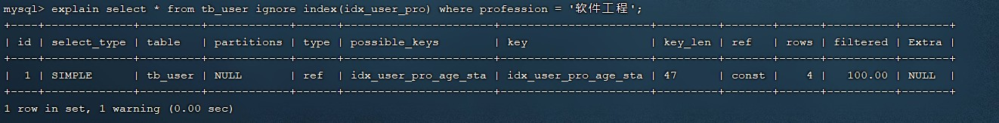 mysql> explain select * from tb_user ignore index(idx_user_pro) where profession = '软件工程';
+----+-------------+---------+------------+------+----------------------+----------------------+---------+-------+------+----------+-------+
| id | select_type | table | partitions | type | possible_keys | key | key_len | ref | rows | filtered | Extra |
+----+-------------+---------+------------+------+----------------------+----------------------+---------+-------+------+----------+-------+
| 1 | SIMPLE | tb_user | NULL | ref | idx_user_pro_age_sta | idx_user_pro_age_sta | 47 | const | 4 | 100.00 | NULL |
+----+-------------+---------+------------+------+----------------------+----------------------+---------+-------+------+----------+-------+
1 row in set, 1 warning (0.00 sec)